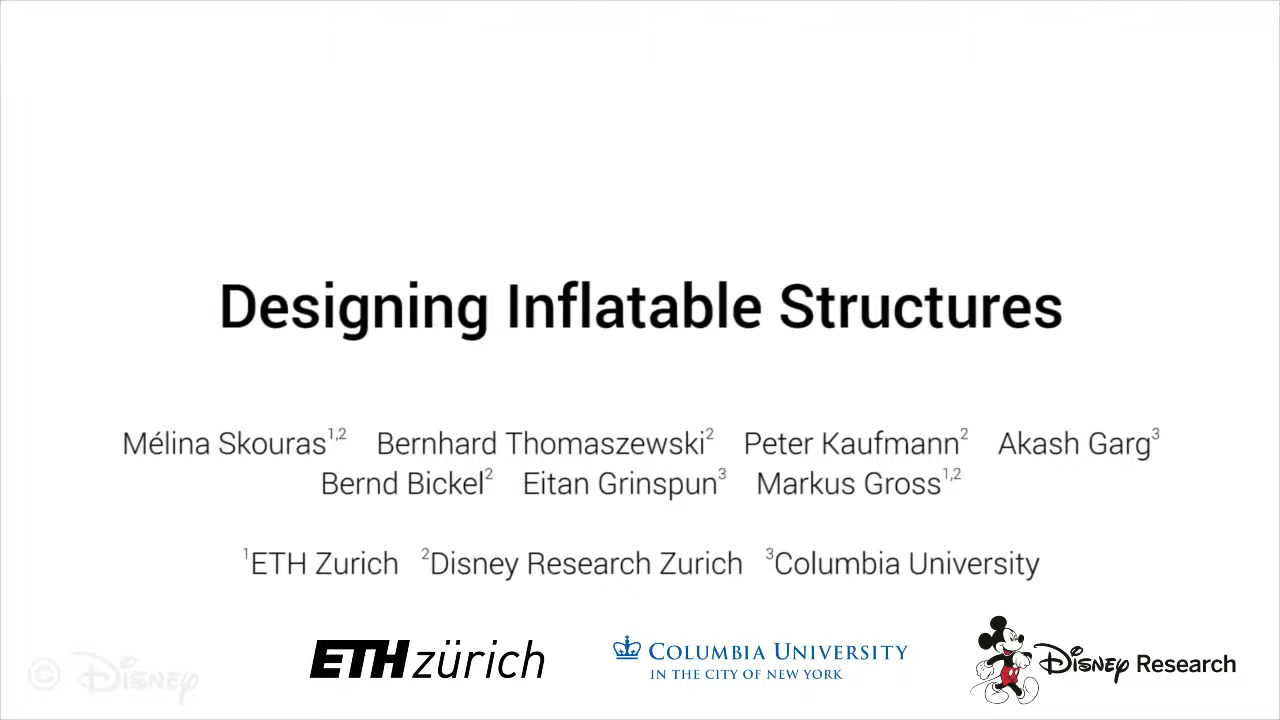 Designing Inflatable Structures
Mélina Skouras1,2 Bernhard Thomaszewski2 Peter Kaufmann2 Akash Garg3
Bernd Bickel2 Eitan Grinspun3 Markus Gross1,2
1ETH Zurich 2Disney Research Zurich 3Columbia University
ETH zürich
COLUMBIA UNIVERSITY
IN THE CITY OF NEW YORK
Disney Research
© Disney